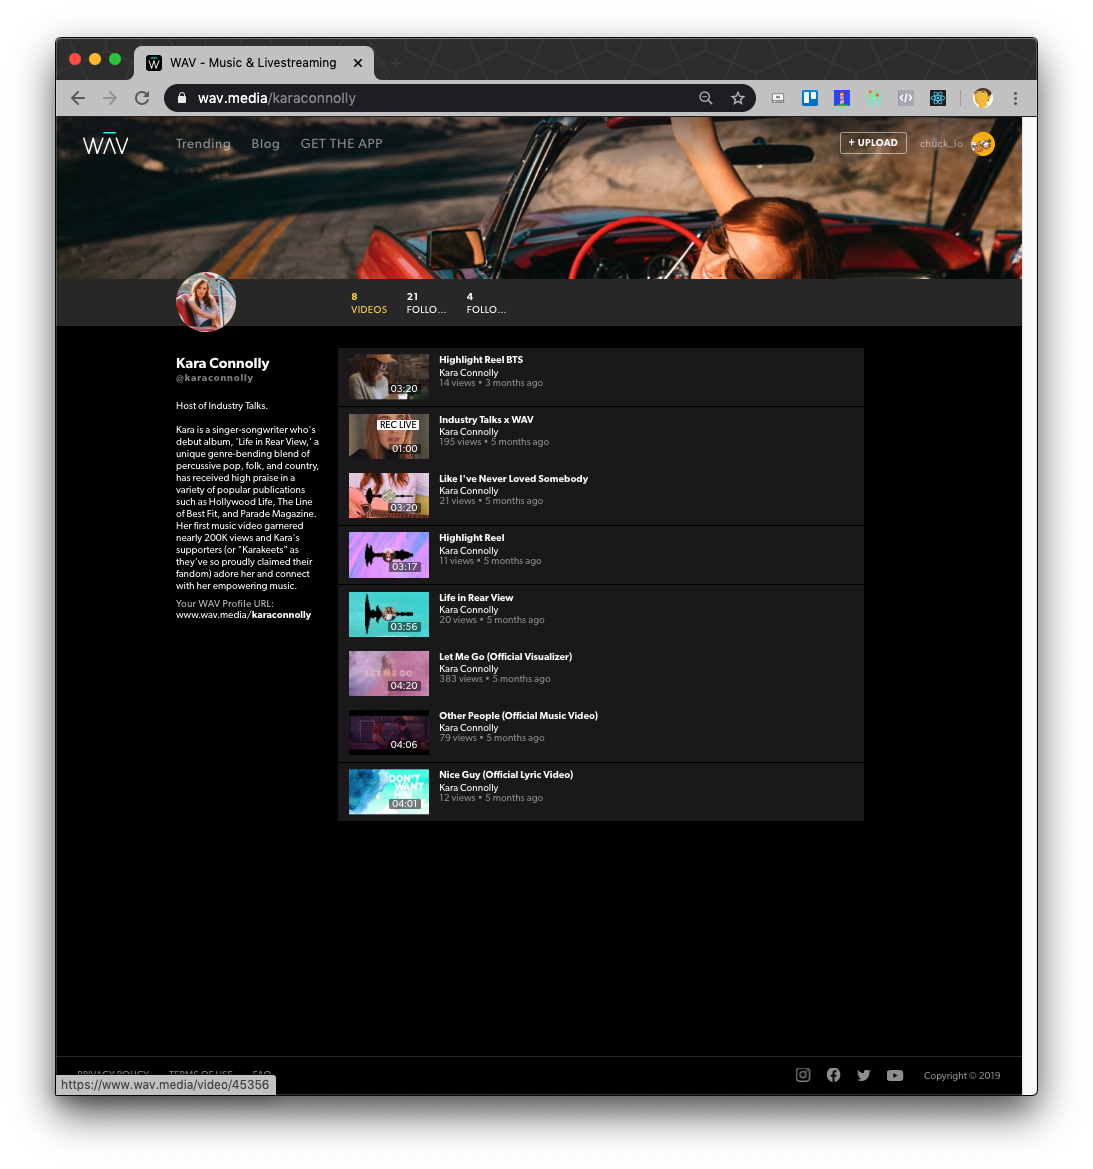 WAV - Music & Livestreaming
wav.media/karaconnolly
WAV
Trending
Blog
GET THE APP
+ UPLOAD
chuck_io
8
VIDEOS
21
FOLLO...
4
FOLLO...
Kara Connolly
@karaconnolly
Host of Industry Talks.
Kara is a singer-songwriter who's
debut album, 'Life in Rear View,' a
unique genre-bending blend of
percussive pop, folk, and country,
has received high praise in a
variety of popular publications
such as Hollywood Life, The Line
of Best Fit, and Parade Magazine.
Her first music video garnered
nearly 200K views and Kara's
supporters (or "Karakeets" as
they've so proudly claimed their
fandom) adore her and connect
with her empowering music.
Your WAV Profile URL:
www.wav.media/karaconnolly
03:20
Highlight Reel BTS
Kara Connolly
14 views • 3 months ago
REC LIVE
01:00
Industry Talks x WAV
Kara Connolly
195 views • 5 months ago
03:20
Like I've Never Loved Somebody
Kara Connolly
21 views • 5 months ago
03:17
Highlight Reel
Kara Connolly
11 views • 5 months ago
03:56
Life in Rear View
Kara Connolly
20 views • 5 months ago
LET ME GO
04:20
Let Me Go (Official Visualizer)
Kara Connolly
383 views • 5 months ago
04:06
Other People (Official Music Video)
Kara Connolly
79 views • 5 months ago
DON'T
WANT
HIM
04:01
Nice Guy (Official Lyric Video)
Kara Connolly
12 views • 5 months ago
PRIVACY POLICY
TERMS OF USE
FAQ
https://www.wav.media/video/45356
Copyright © 2019